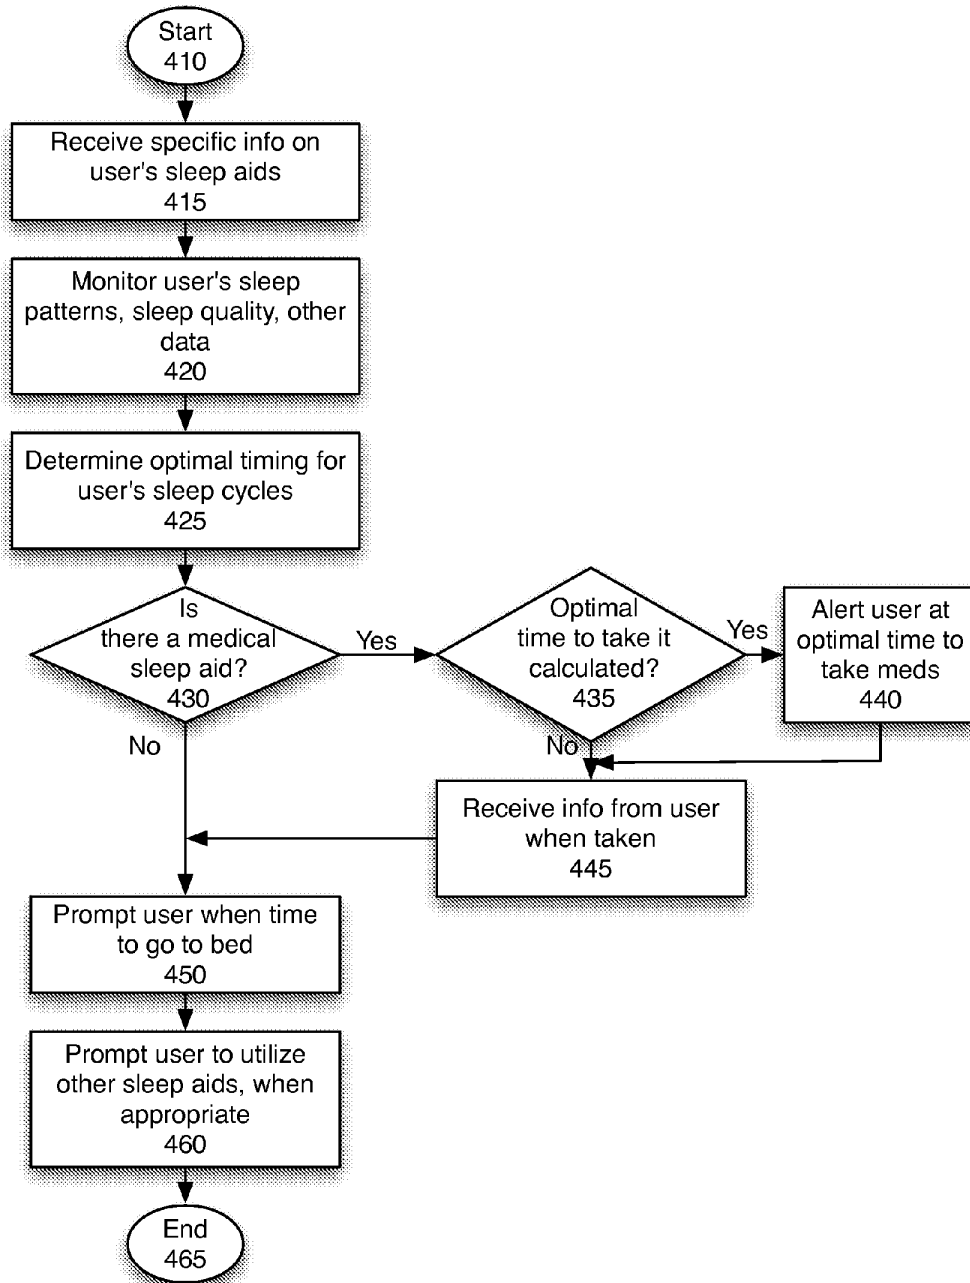 Start
410
Receive specific info on
user's sleep aids
415
Monitor user's sleep
patterns, sleep quality, other
data
420
Determine optimal timing for
user's sleep cycles
425
Is
there a medical
sleep aid?
430
Yes
No
Optimal
time to take it
calculated?
435
Yes
No
Alert user at
optimal time to
take meds
440
Receive info from user
when taken
445
Prompt user when time
to go to bed
450
Prompt user to utilize
other sleep aids, when
appropriate
460
End
465